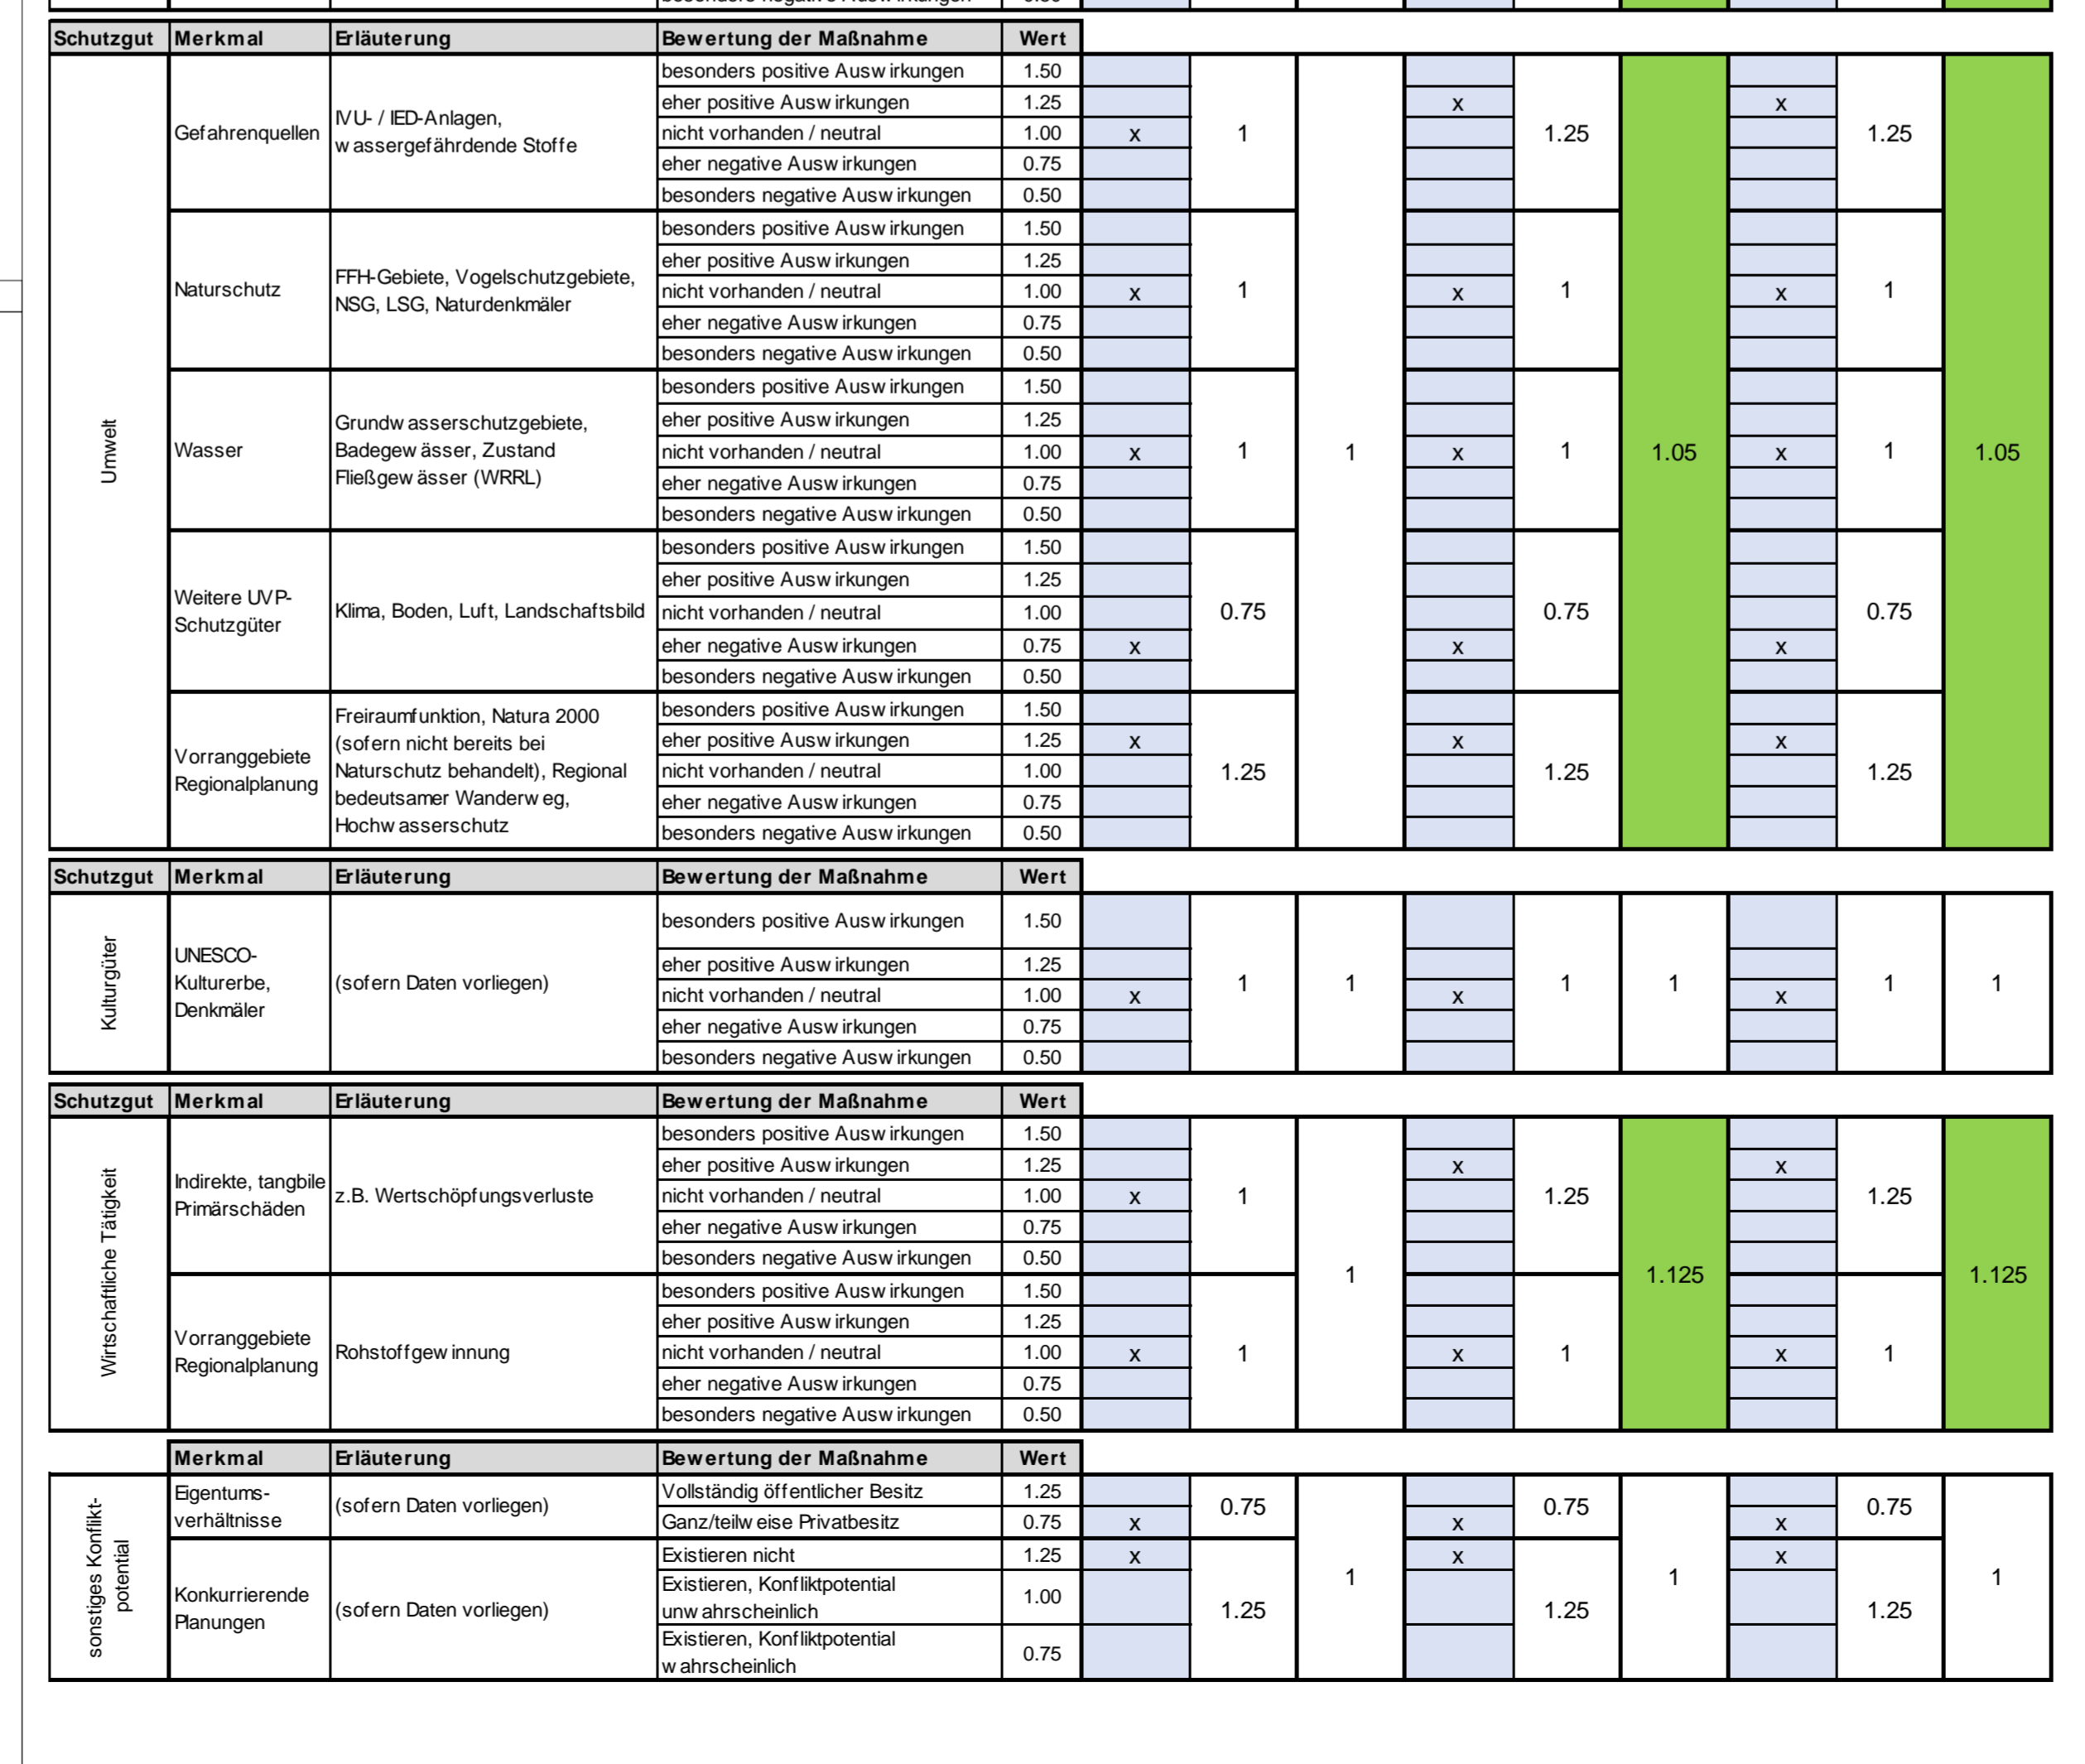 Schutzgut Merkmal Erläuterung Bewertung der Maßnahme Wert
Umwelt
Gefahrenquellen
IVU- / IED-Anlagen,
wassergefährdende Stoffe
besonders positive Auswirkungen 1.50
eher positive Auswirkungen 1.25 x x
nicht vorhanden / neutral 1.00 x 1 1.25 1.25
eher negative Auswirkungen 0.75
besonders negative Auswirkungen 0.50
Naturschutz
FFH-Gebiete, Vogelschutzgebiete,
NSG, LSG, Naturdenkmäler
besonders positive Auswirkungen 1.50
eher positive Auswirkungen 1.25
nicht vorhanden / neutral 1.00 x 1 x 1 x 1
eher negative Auswirkungen 0.75
besonders negative Auswirkungen 0.50
Wasser
Grundwasserschutzgebiete,
Badegewässer, Zustand
Fließgewässer (WRRL)
besonders positive Auswirkungen 1.50
eher positive Auswirkungen 1.25
nicht vorhanden / neutral 1.00 x 1 1 x 1 1.05 x 1 1.05
eher negative Auswirkungen 0.75
besonders negative Auswirkungen 0.50
Weitere UVP-
Schutzgüter
Klima, Boden, Luft, Landschaftsbild
besonders positive Auswirkungen 1.50
eher positive Auswirkungen 1.25
nicht vorhanden / neutral 1.00 0.75 0.75 0.75
eher negative Auswirkungen 0.75 x x x
besonders negative Auswirkungen 0.50
Vorranggebiete
Regionalplanung
Freiraumfunktion, Natura 2000
(sofern nicht bereits bei
Naturschutz behandelt), Regional
bedeutsamer Wanderweg,
Hochwasserschutz
besonders positive Auswirkungen 1.50
eher positive Auswirkungen 1.25 x x x
nicht vorhanden / neutral 1.00 1.25 1.25 1.25
eher negative Auswirkungen 0.75
besonders negative Auswirkungen 0.50
Schutzgut Merkmal Erläuterung Bewertung der Maßnahme Wert
Kulturgüter
UNESCO-
Kulturerbe,
Denkmäler
(sofern Daten vorliegen)
besonders positive Auswirkungen 1.50
eher positive Auswirkungen 1.25
nicht vorhanden / neutral 1.00 x 1 1 x 1 1 x 1 1
eher negative Auswirkungen 0.75
besonders negative Auswirkungen 0.50
Schutzgut Merkmal Erläuterung Bewertung der Maßnahme Wert
Wirtschaftliche Tätigkeit
Indirekte, tangbile
Primärschäden
z.B. Wertschöpfungsverluste
besonders positive Auswirkungen 1.50
eher positive Auswirkungen 1.25 x x
nicht vorhanden / neutral 1.00 x 1 1.25 1.25
eher negative Auswirkungen 0.75
besonders negative Auswirkungen 0.50
1 1.125 1.125
Vorranggebiete
Regionalplanung
Rohstoffgewinnung
besonders positive Auswirkungen 1.50
eher positive Auswirkungen 1.25
nicht vorhanden / neutral 1.00 x 1 x 1 x 1
eher negative Auswirkungen 0.75
besonders negative Auswirkungen 0.50
Merkmal Erläuterung Bewertung der Maßnahme Wert
sonstiges Konflikt-
potential
Eigentums-
verhältnisse
(sofern Daten vorliegen)
Vollständig öffentlicher Besitz 1.25
0.75 0.75 0.75
Ganz/teilweise Privatbesitz 0.75 x x x
Konkurrierende
Planungen
(sofern Daten vorliegen)
Existieren nicht 1.25 x x x
1 1 1
Existieren, Konfliktpotential
unwahrscheinlich
1.00
1.25 1.25 1.25
Existieren, Konfliktpotential
wahrscheinlich
0.75